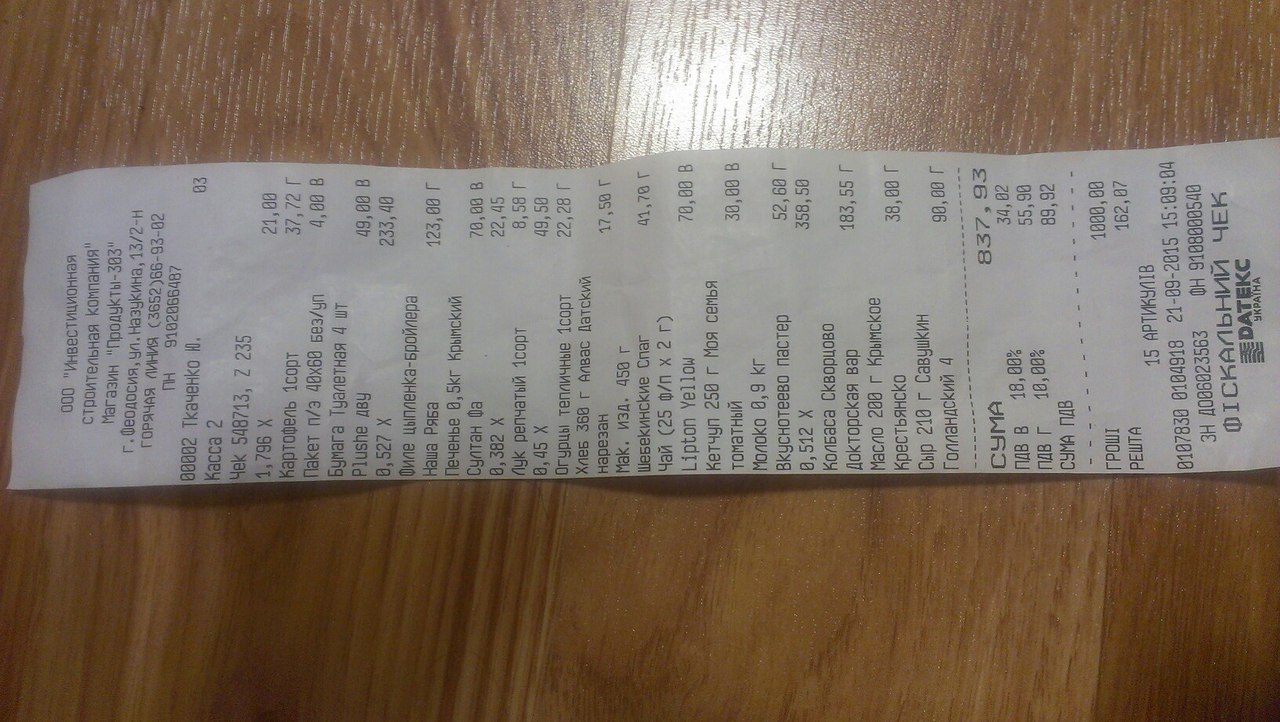 ООО "Инвестиционная
строительная компания"
Магазин "Продукты-303"
г.Феодосия,ул.Назукина,13/2-Н
ГОРЯЧАЯ ЛИНИЯ (3652)66-93-02
ПН 9102066487
00002 Ткаченко Ю. 03
Касса 2
Чек 548713, Z 235
1,796 X 21,00
Картофель 1сорт 37,72 Г
Пакет п/э 40х60 без/уп 4,00 В
Бумага Туалетная 4 шт
Plushe дву 49,00 В
0,527 X 233,40
Филе цыпленка-бройлера
Наша Ряба 123,00 Г
Печенье 0,5kг Крымский
Султан Фа 70,00 В
0,382 X 22,45
Лук репчатый 1сорт 8,58 Г
0,45 X 49,50
Огурцы тепличные 1сорт 22,28 Г
Хлеб 360 г Алвас Датский
нарезан 17,50 Г
Мак. изд. 450 г
Шебекинские Спаг 41,70 Г
Чай (25 ф/п х 2 г)
Lipton Yellow 70,00 В
Кетчуп 250 г Моя семья
томатный 30,00 В
Молоко 0,9 кг
Вкуснотеево пастер 52,60 Г
0,512 X 358,50
Колбаса Скворцово
Докторская вар 183,55 Г
Масло 200 г Крымское
Крестьянско 38,00 Г
Сыр 210 г Савушкин
Голландский 4 90,00 Г
СУМА 837,93
ПДВ В 18,00% 34,02
ПДВ Г 10,00% 55,90
СУМА ПДВ 89,92
ГРОШІ 1000,00
РЕШТА 162,07
15 АРТИКУЛІВ
0107830 0104918 21-09-2015 15:09:04
ЗН ДО06023563 ФН 9108000540
ФІСКАЛЬНИЙ ЧЕК
DATEKC
УКРАЇНА